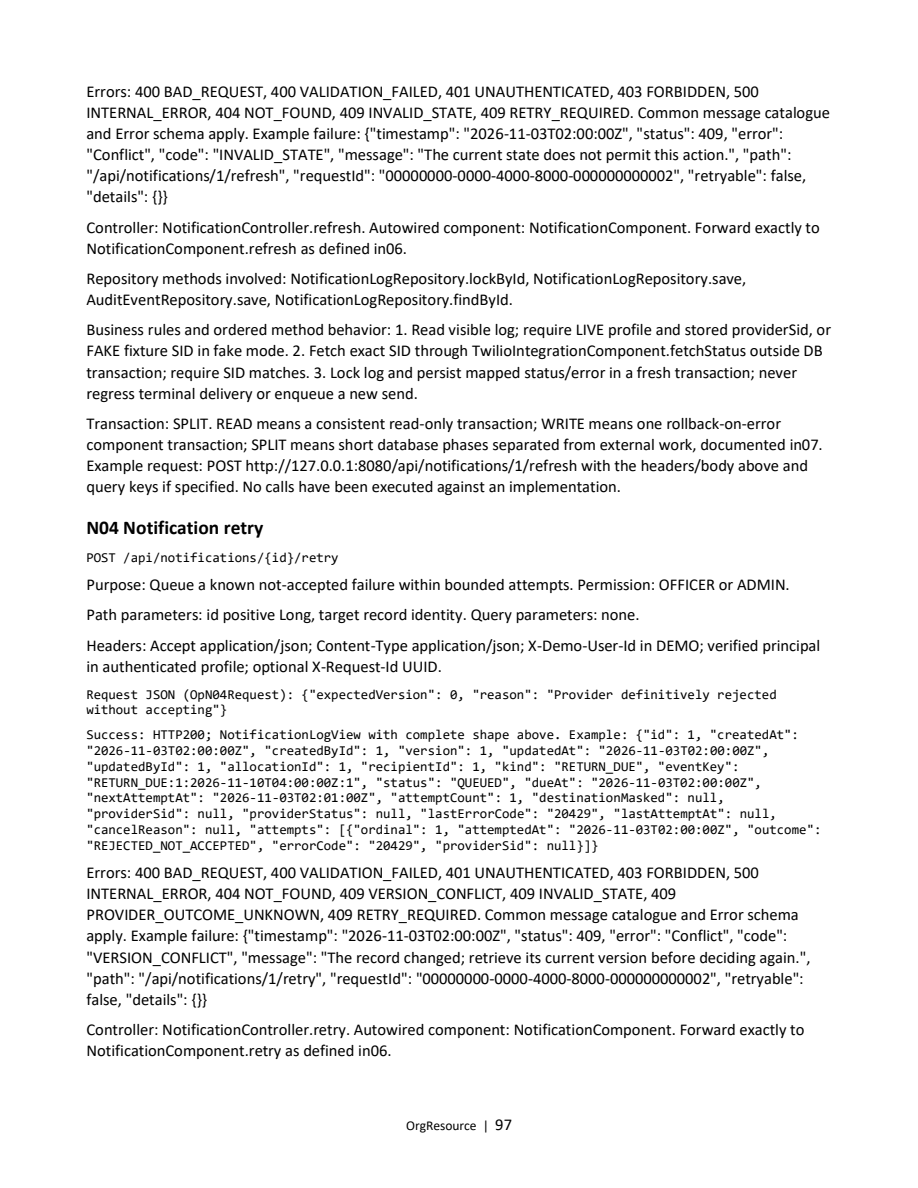 Errors: 400 BAD_REQUEST, 400 VALIDATION_FAILED, 401 UNAUTHENTICATED, 403 FORBIDDEN, 500
INTERNAL_ERROR, 404 NOT_FOUND, 409 INVALID_STATE, 409 RETRY_REQUIRED. Common message catalogue
and Error schema apply. Example failure: {"timestamp": "2026-11-03T02:00:00Z", "status": 409, "error":
"Conflict", "code": "INVALID_STATE", "message": "The current state does not permit this action.", "path":
"/api/notifications/1/refresh", "requestId": "00000000-0000-4000-8000-000000000002", "retryable": false,
"details": {}}
Controller: NotificationController.refresh. Autowired component: NotificationComponent. Forward exactly to
NotificationComponent.refresh as defined in06.
Repository methods involved: NotificationLogRepository.lockById, NotificationLogRepository.save,
AuditEventRepository.save, NotificationLogRepository.findById.
Business rules and ordered method behavior: 1. Read visible log; require LIVE profile and stored providerSid, or
FAKE fixture SID in fake mode. 2. Fetch exact SID through TwilioIntegrationComponent.fetchStatus outside DB
transaction; require SID matches. 3. Lock log and persist mapped status/error in a fresh transaction; never
regress terminal delivery or enqueue a new send.
Transaction: SPLIT. READ means a consistent read-only transaction; WRITE means one rollback-on-error
component transaction; SPLIT means short database phases separated from external work, documented in07.
Example request: POST http://127.0.0.1:8080/api/notifications/1/refresh with the headers/body above and
query keys if specified. No calls have been executed against an implementation.
N04 Notification retry
POST /api/notifications/{id}/retry
Purpose: Queue a known not-accepted failure within bounded attempts. Permission: OFFICER or ADMIN.
Path parameters: id positive Long, target record identity. Query parameters: none.
Headers: Accept application/json; Content-Type application/json; X-Demo-User-Id in DEMO; verified principal
in authenticated profile; optional X-Request-Id UUID.
Request JSON (OpN04Request): {"expectedVersion": 0, "reason": "Provider definitively rejected
without accepting"}
Success: HTTP200; NotificationLogView with complete shape above. Example: {"id": 1, "createdAt":
"2026-11-03T02:00:00Z", "createdById": 1, "version": 1, "updatedAt": "2026-11-03T02:00:00Z",
"updatedById": 1, "allocationId": 1, "recipientId": 1, "kind": "RETURN_DUE", "eventKey":
"RETURN_DUE:1:2026-11-10T04:00:00Z:1", "status": "QUEUED", "dueAt": "2026-11-03T02:00:00Z",
"nextAttemptAt": "2026-11-03T02:01:00Z", "attemptCount": 1, "destinationMasked": null,
"providerSid": null, "providerStatus": null, "lastErrorCode": "20429", "lastAttemptAt": null,
"cancelReason": null, "attempts": [{"ordinal": 1, "attemptedAt": "2026-11-03T02:00:00Z", "outcome":
"REJECTED_NOT_ACCEPTED", "errorCode": "20429", "providerSid": null}]}
Errors: 400 BAD_REQUEST, 400 VALIDATION_FAILED, 401 UNAUTHENTICATED, 403 FORBIDDEN, 500
INTERNAL_ERROR, 404 NOT_FOUND, 409 VERSION_CONFLICT, 409 INVALID_STATE, 409
PROVIDER_OUTCOME_UNKNOWN, 409 RETRY_REQUIRED. Common message catalogue and Error schema
apply. Example failure: {"timestamp": "2026-11-03T02:00:00Z", "status": 409, "error": "Conflict", "code":
"VERSION_CONFLICT", "message": "The record changed; retrieve its current version before deciding again.",
"path": "/api/notifications/1/retry", "requestId": "00000000-0000-4000-8000-000000000002", "retryable":
false, "details": {}}
Controller: NotificationController.retry. Autowired component: NotificationComponent. Forward exactly to
NotificationComponent.retry as defined in06.
OrgResource | 97